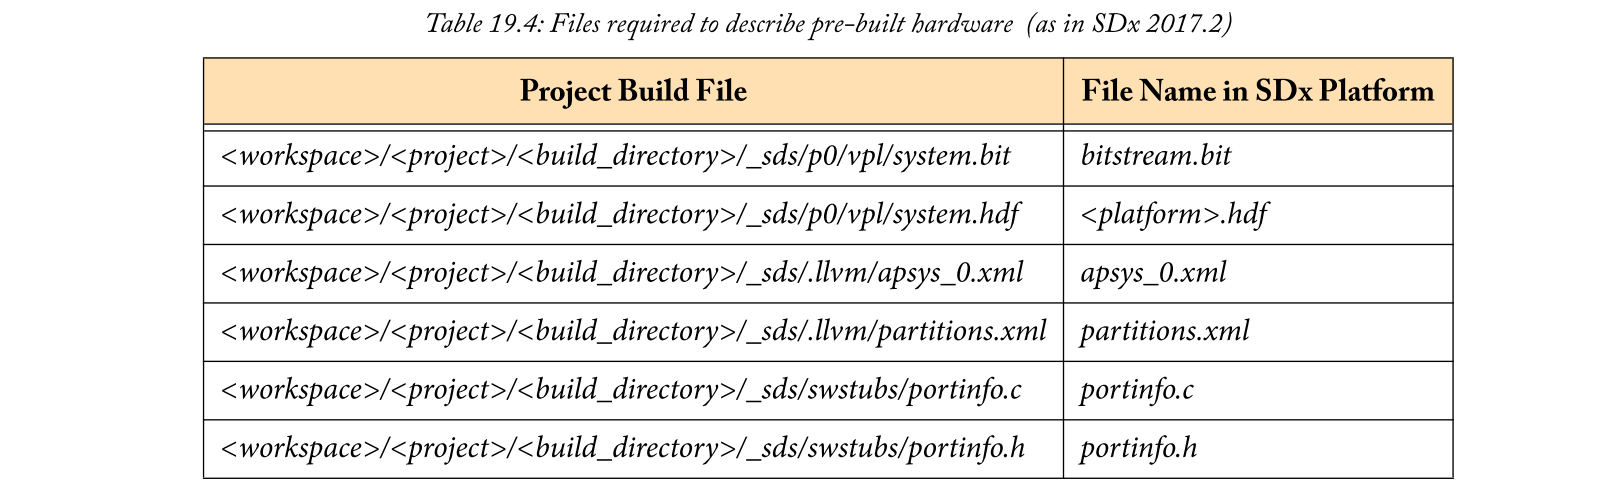 Table 19.4: Files required to describe pre-built hardware (as in SDx 2017.2)
Project Build File File Name in SDx Platform
<workspace>/<project>/<build_directory>/_sds/p0/vpl/system.bit bitstream.bit
<workspace>/<project>/<build_directory>/_sds/p0/vpl/system.hdf <platform>.hdf
<workspace>/<project>/<build_directory>/_sds/.llvm/apsys_0.xml apsys_0.xml
<workspace>/<project>/<build_directory>/_sds/.llvm/partitions.xml partitions.xml
<workspace>/<project>/<build_directory>/_sds/swstubs/portinfo.c portinfo.c
<workspace>/<project>/<build_directory>/_sds/swstubs/portinfo.h portinfo.h